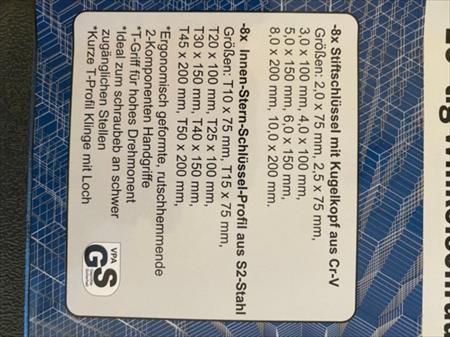 -8x Stiftschlüssel mit Kugelkopf aus Cr-V
Größen: 2,0 x 75 mm, 2,5 x 75 mm,
3,0 x 100 mm, 4,0 x 100 mm
5,0 x 150 mm, 6,0 x 150 mm,
8,0 x 200 mm, 10,0 x 200 mm.
-8x Innen-Stern-Schlüssel-Profil aus S2-Stahl
Größen: T10 x 75 mm, T15 x 75 mm,
T20 x 100 mm, T25 x 100 mm,
T30 x 150 mm, T40 x 150 mm,
T45 x 200 mm, T50 x 200 mm,
*Ergonomisch geformte, rutschhemmende
2-Komponenten Handgriffe
*T-Griff für hohes Drehmonent
*Ideal zum schraubeb an schwer
zugänglichen Stellen
*Kurze T-Profil Klinge mit Loch
VPA
GS